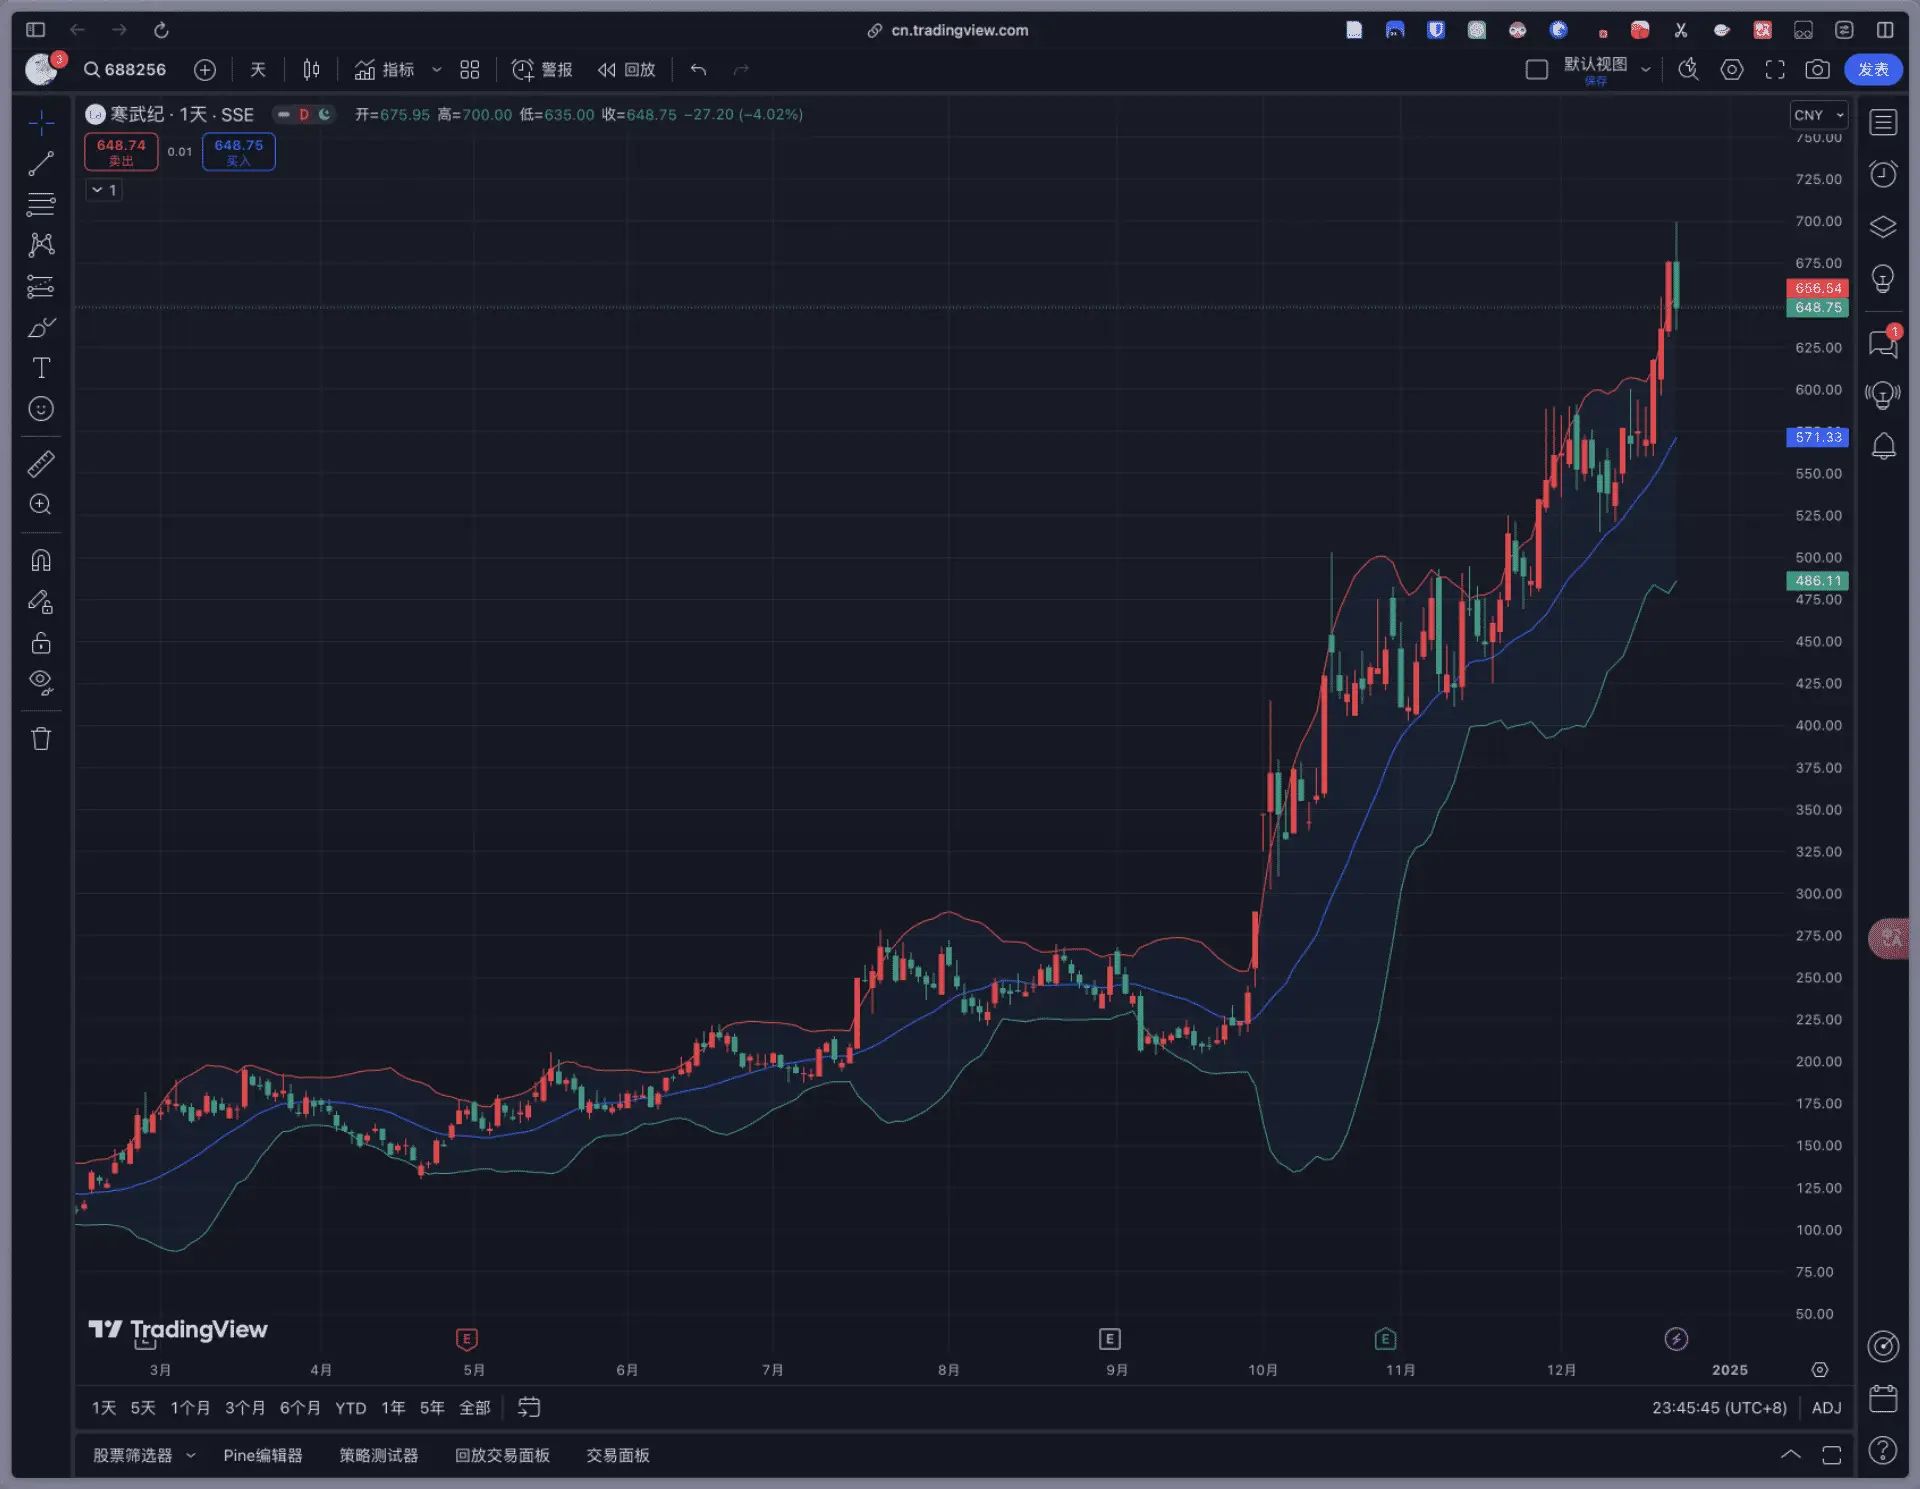 cn.tradingview.com
3
688256
天
指标
警报
回放
默认视图
保存
发表
寒武纪 · 1天 · SSE
D
开=675.95 高=700.00 低=635.00 收=648.75 −27.20 (−4.02%)
CNY
648.74
卖出
0.01
648.75
买入
1
750.00
725.00
700.00
675.00
656.54
648.75
625.00
600.00
571.33
550.00
525.00
500.00
486.11
475.00
450.00
425.00
400.00
375.00
350.00
325.00
300.00
275.00
250.00
225.00
200.00
175.00
150.00
125.00
100.00
75.00
50.00
1
TradingView
E
E
E
3月
4月
5月
6月
7月
8月
9月
10月
11月
12月
2025
1天
5天
1个月
3个月
6个月
YTD
1年
5年
全部
23:45:45 (UTC+8)
ADJ
股票筛选器
Pine编辑器
策略测试器
回放交易面板
交易面板